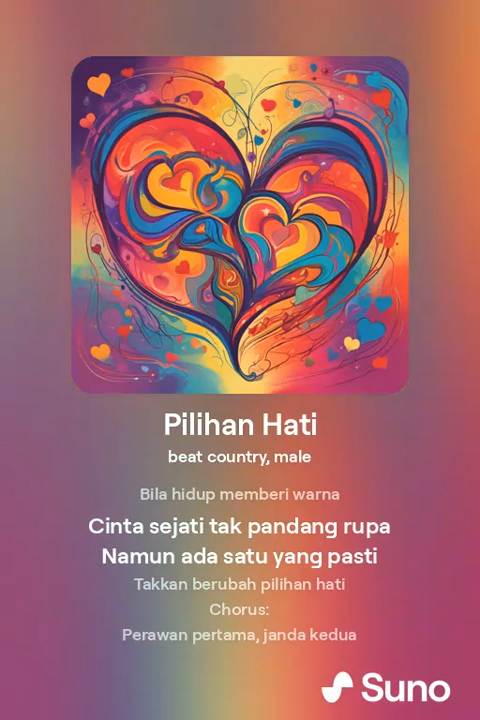 Pilihan Hati
beat country, male
Bila hidup memberi warna
Cinta sejati tak pandang rupa
Namun ada satu yang pasti
Takkan berubah pilihan hati
Chorus:
Perawan pertama, janda kedua
Suno